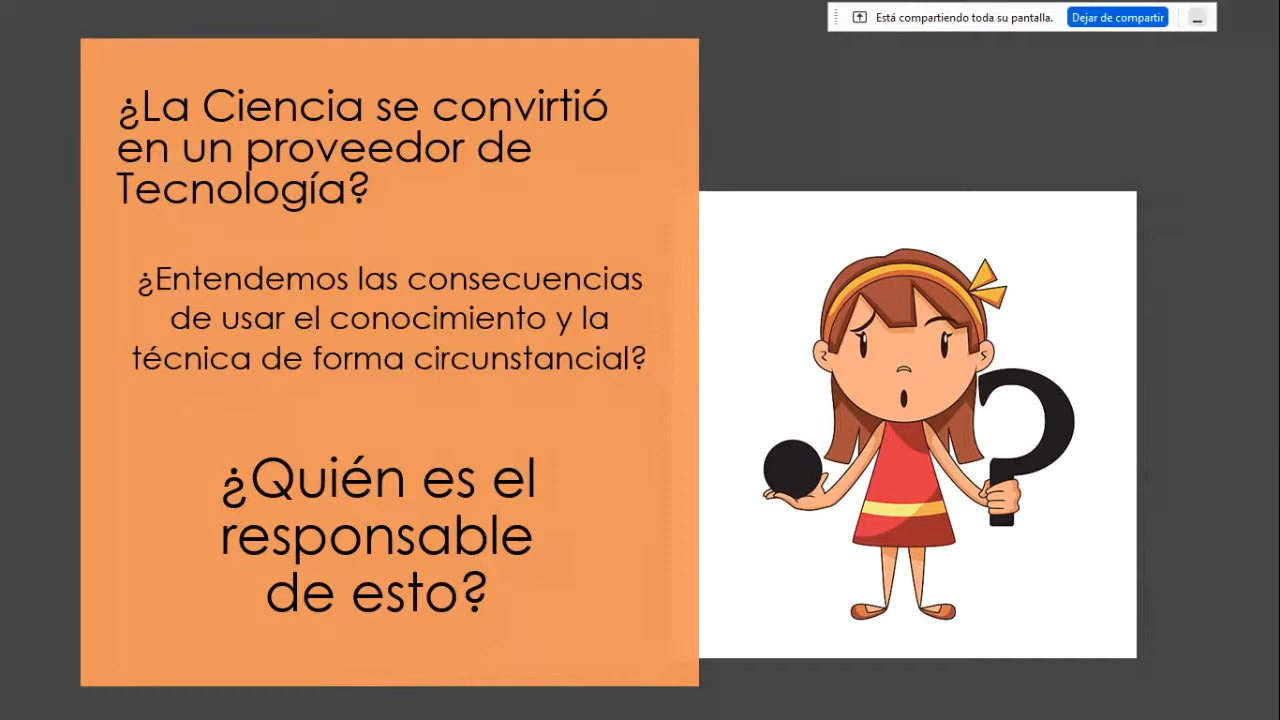 Está compartiendo toda su pantalla.
Dejar de compartir
¿La Ciencia se convirtió
en un proveedor de
Tecnología?
¿Entendemos las consecuencias
de usar el conocimiento y la
técnica de forma circunstancial?
¿Quién es el
responsable
de esto?